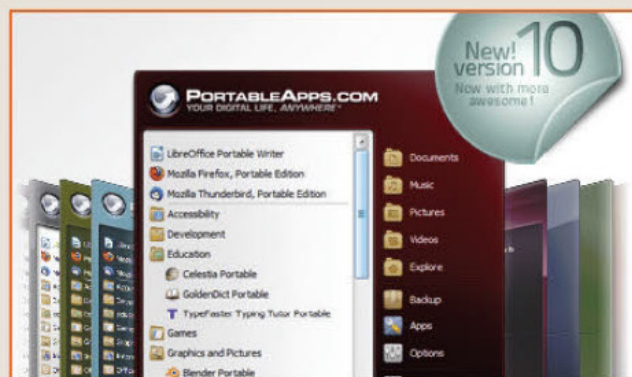 New!
version 10
Now with more
awesome!
PORTABLEAPPS.COM
YOUR DIGITAL LIFE, ANYWHERE™
LibreOffice Portable Writer
Mozilla Firefox, Portable Edition
Mozilla Thunderbird, Portable Edition
Accessibility
Development
Education
Celestia Portable
GoldenDict Portable
TypeFaster Typing Tutor Portable
Games
Graphics and Pictures
Blender Portable
Documents
Music
Pictures
Videos
Explore
Backup
Apps
Options